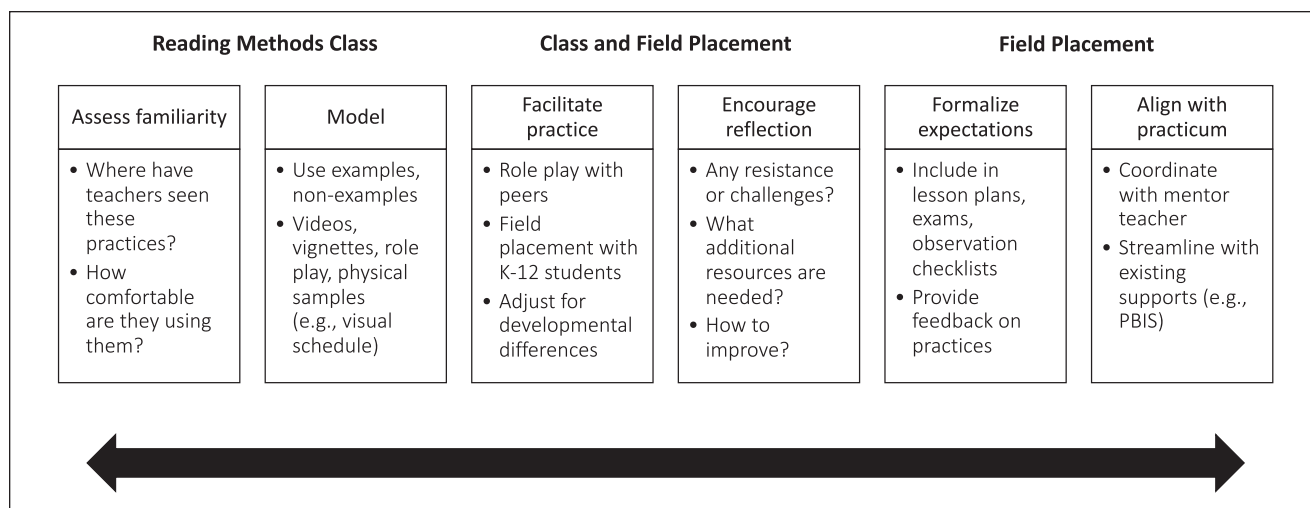 Reading Methods Class
Class and Field Placement
Field Placement
Assess familiarity
• Where have
teachers seen
these
practices?
• How
comfortable
are they using
them?
Model
• Use examples,
non-examples
• Videos,
vignettes, role
play, physical
samples
(e.g., visual
schedule)
Facilitate
practice
• Role play with
peers
• Field
placement with
K-12 students
• Adjust for
developmental
differences
Encourage
reflection
• Any resistance
or challenges?
• What
additional
resources are
needed?
• How to
improve?
Formalize
expectations
• Include in
lesson plans,
exams,
observation
checklists
• Provide
feedback on
practices
Align with
practicum
• Coordinate
with mentor
teacher
• Streamline with
existing
supports (e.g.,
PBIS)